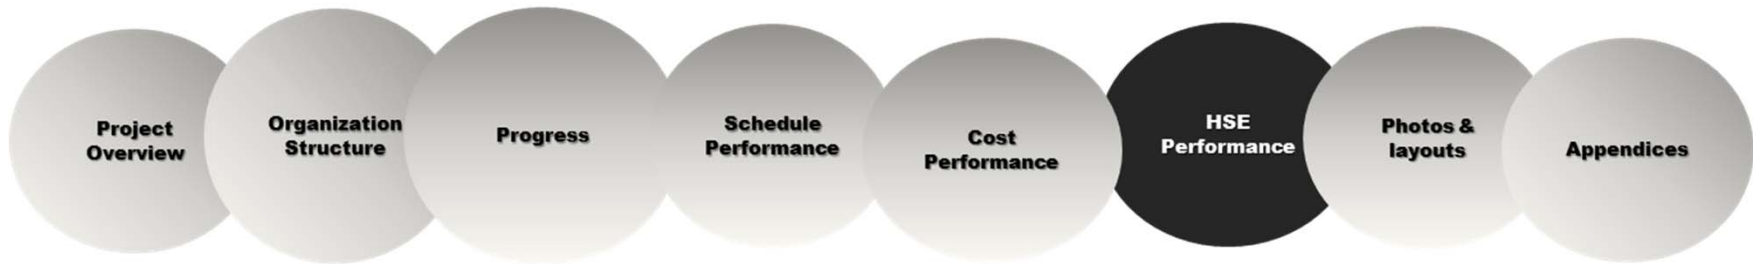 Project
Overview
Organization
Structure
Progress
Schedule
Performance
Cost
Performance
HSE
Performance
Photos &
layouts
Appendices